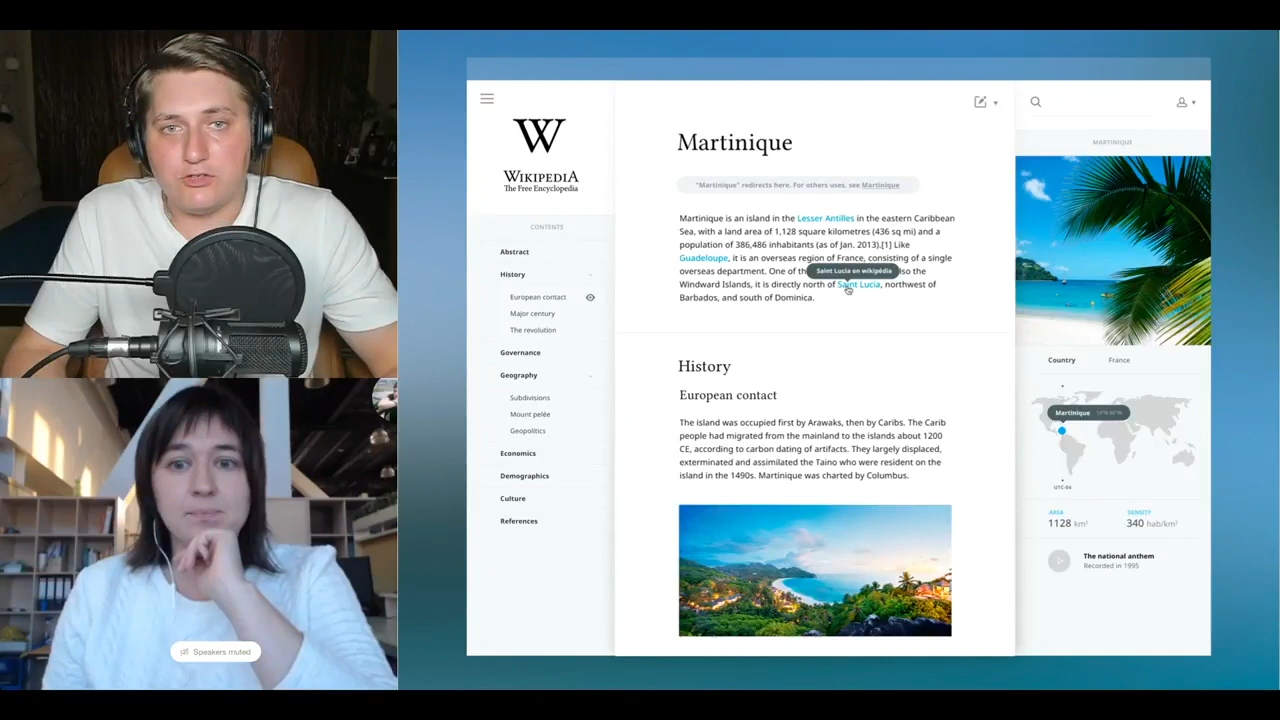 W
WIKIPEDIA
The Free Encyclopedia
CONTENTS
Abstract
History
European contact
Major century
The revolution
Governance
Geography
Subdivisions
Mount pelée
Geopolitics
Economics
Demographics
Culture
References
Martinique
"Martinique" redirects here. For others uses, see Martinique
Martinique is an island in the Lesser Antilles in the eastern Caribbean
Sea, with a land area of 1,128 square kilometres (436 sq mi) and a
population of 386,486 inhabitants (as of Jan. 2013).[1] Like
Guadeloupe, it is an overseas region of France, consisting of a single
overseas department. One of th
Saint Lucia on wikipédia
lso the
Windward Islands, it is directly north of Saint Lucia, northwest of
Barbados, and south of Dominica.
History
European contact
The island was occupied first by Arawaks, then by Caribs. The Carib
people had migrated from the mainland to the islands about 1200
CE, according to carbon dating of artifacts. They largely displaced,
exterminated and assimilated the Taino who were resident on the
island in the 1490s. Martinique was charted by Columbus.
MARTINIQUE
Country France
Martinique
UTC-04
AREA DENSITY
1128 km² 340 hab/km²
The national anthem
Recorded in 1995
Speakers muted